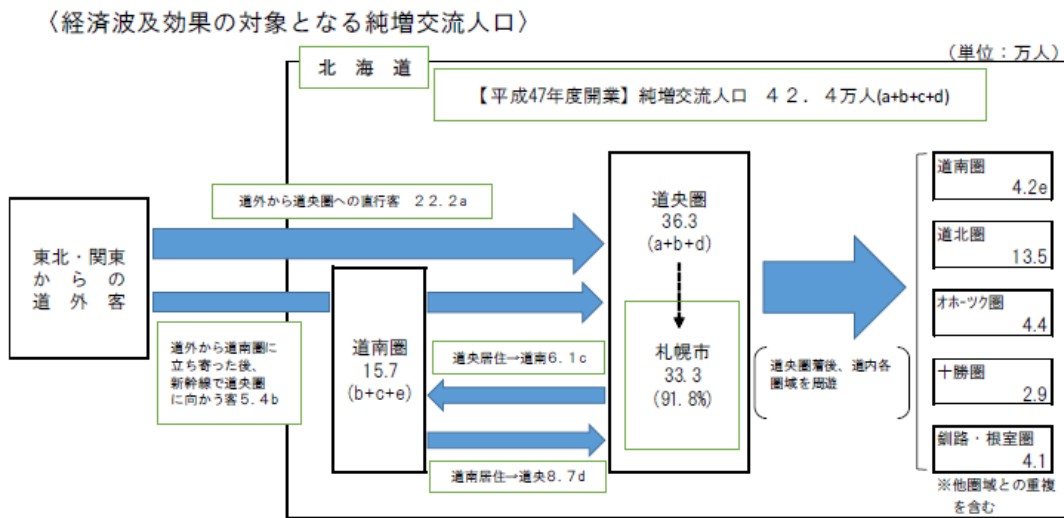 〈経済波及効果の対象となる純増交流人口〉
（単位：万人）
北 海 道
【平成47年度開業】純増交流人口 ４２．４万人(a+b+c+d)
東北・関東
か ら の
道 外 客
道外から道央圏への直行客 ２２.２a
道外から道南圏に
立ち寄った後、
新幹線で道央圏
に向かう客５.４b
道南圏
15.7
(b+c+e)
道央居住→道南６.１c
道南居住→道央８.７d
道央圏
36.3
(a+b+d)
札幌市
33.3
(91.8%)
道央圏着後、道内各
圏域を周遊
道南圏
4.2e
道北圏
13.5
オホーツク圏
4.4
十勝圏
2.9
釧路・根室圏
4.1
※他圏域との重複
を含む